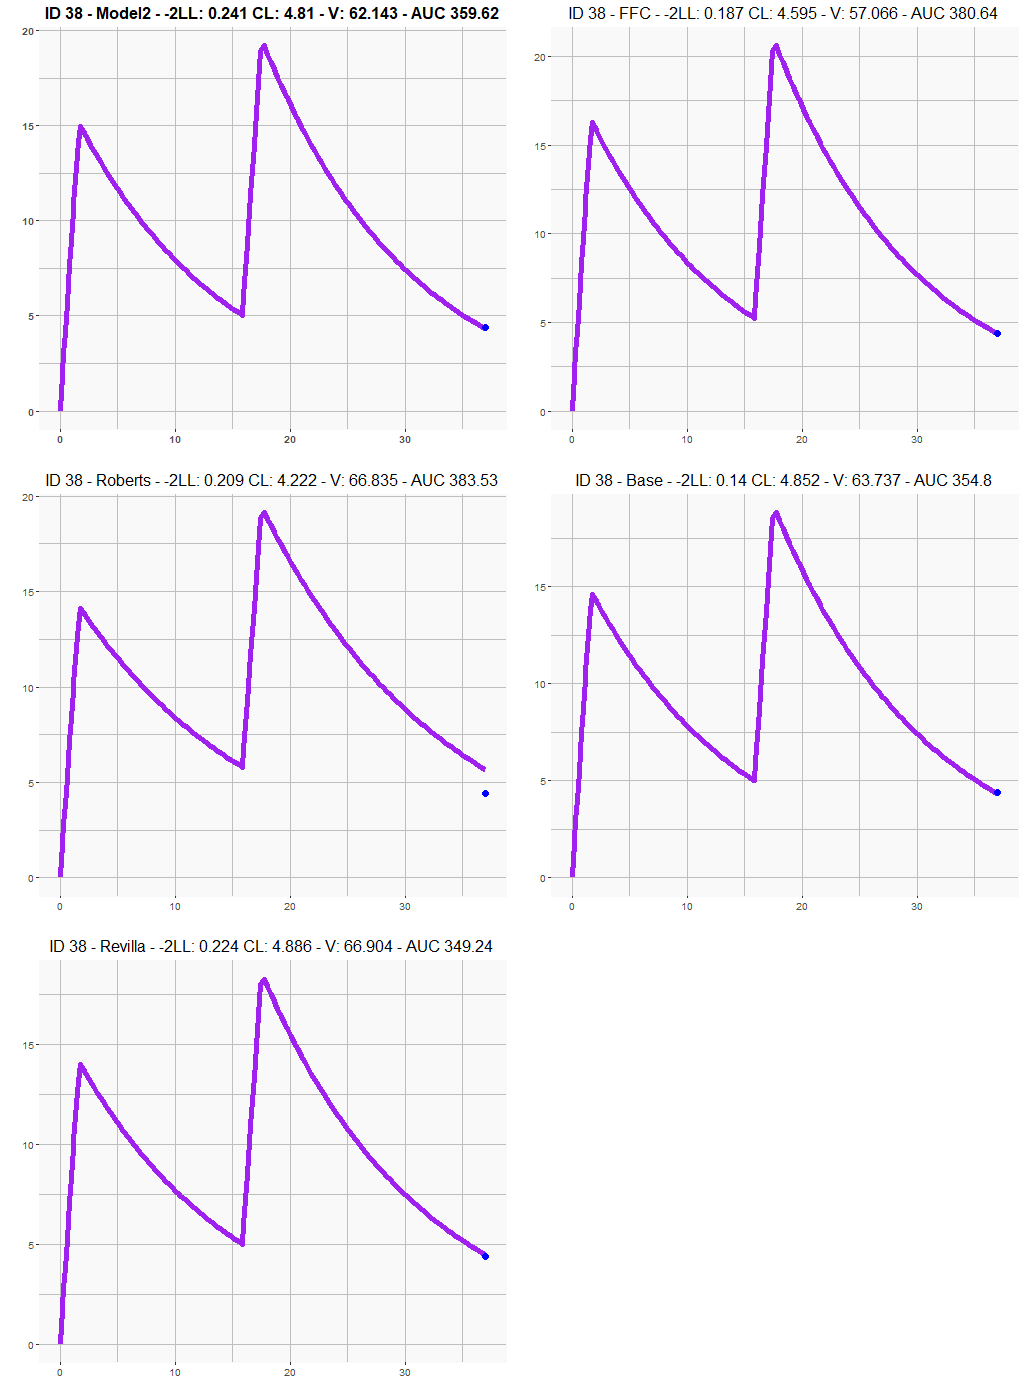 ID 38 - Model2 - -2LL: 0.241 CL: 4.81 - V: 62.143 - AUC 359.62
20
15
10
5
0
0 10 20 30
ID 38 - FFC - -2LL: 0.187 CL: 4.595 - V: 57.066 - AUC 380.64
20
15
10
5
0
0 10 20 30
ID 38 - Roberts - -2LL: 0.209 CL: 4.222 - V: 66.835 - AUC 383.53
20
15
10
5
0
0 10 20 30
ID 38 - Base - -2LL: 0.14 CL: 4.852 - V: 63.737 - AUC 354.8
15
10
5
0
0 10 20 30
ID 38 - Revilla - -2LL: 0.224 CL: 4.886 - V: 66.904 - AUC 349.24
15
10
5
0
0 10 20 30